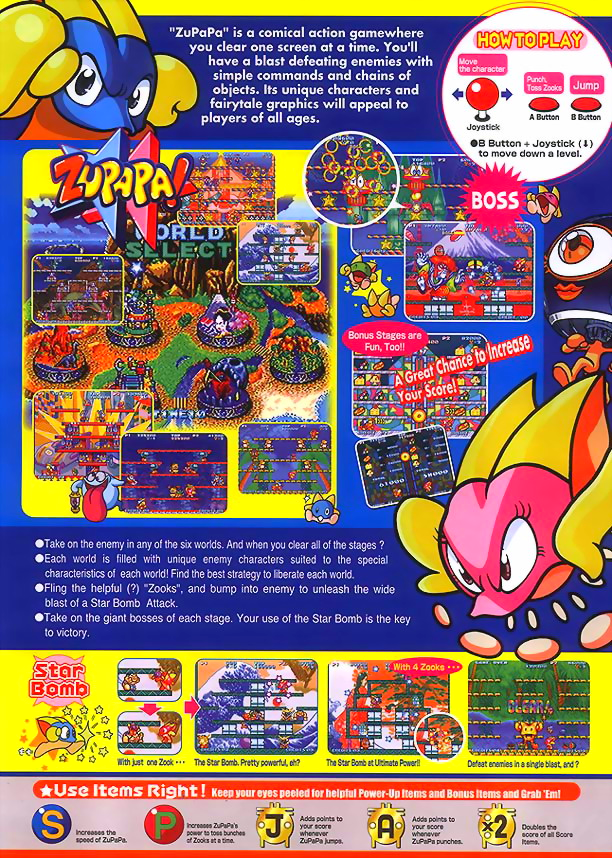 "ZuPaPa" is a comical action gamewhere
you clear one screen at a time. You'll
have a blast defeating enemies with
simple commands and chains of
objects. Its unique characters and
fairytale graphics will appeal to
players of all ages.
HOW TO PLAY
Move
the character
Joystick
Punch,
Toss Zooks
A Button
Jump
B Button
●B Button + Joystick (⬇)
to move down a level.
ZUPAPA!
WORLD
SELECT
BOSS
Bonus Stages are
Fun, Too!!
A Great Chance to Increase
Your Score!
●Take on the enemy in any of the six worlds. And when you clear all of the stages ?
●Each world is filled with unique enemy characters suited to the special
characteristics of each world! Find the best strategy to liberate each world.
●Fling the helpful (?) "Zooks", and bump into enemy to unleash the wide
blast of a Star Bomb Attack.
●Take on the giant bosses of each stage. Your use of the Star Bomb is the key
to victory.
Star
Bomb
With just one Zook ･･･
The Star Bomb. Pretty powerful, eh?
With 4 Zooks ･･･
The Star Bomb at Ultimate Power!!
CLEAR!
Defeat enemies in a single blast, and ?
★Use Items Right! Keep your eyes peeled for helpful Power-Up Items and Bonus Items and Grab 'Em!
S
Increases the
speed of ZuPaPa.
P
Increases ZuPaPa's
power to toss bunches
of Zooks at a time.
J
Adds points to
your score
whenever
ZuPaPa jumps.
A
Adds points to
your score
whenever
ZuPaPa punches.
×2
Doubles the
score of all Score
Items.